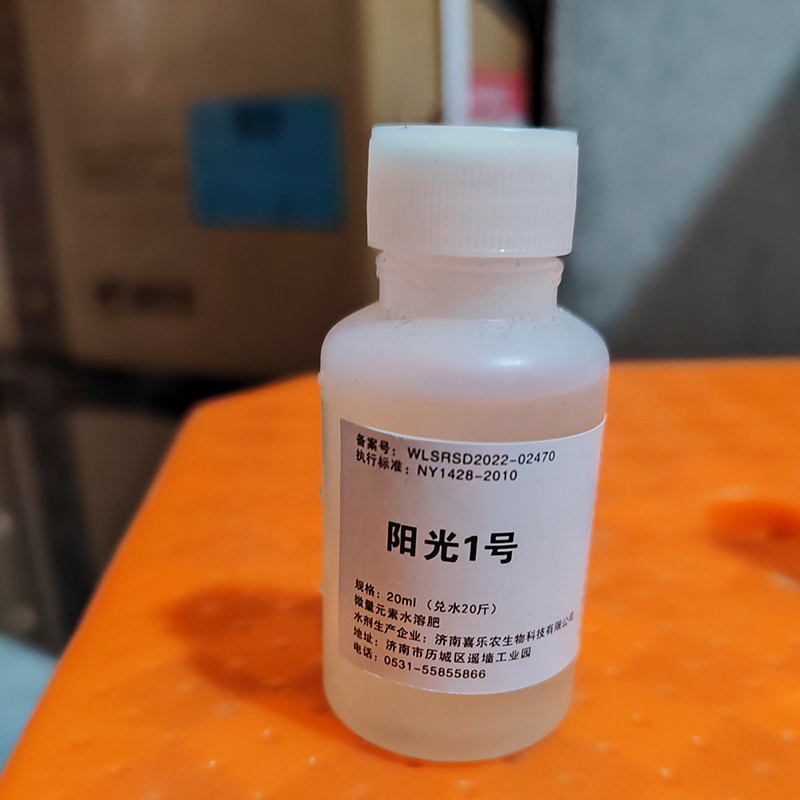 备案号：WLSRSD2022-02470
执行标准：NY1428-2010
阳光1号
规格：20ml（兑水20斤）
微量元素水溶肥
水剂生产企业：济南喜乐农生物科技有限公司
地址：济南市历城区遥墙工业园
电话：0531-55855866